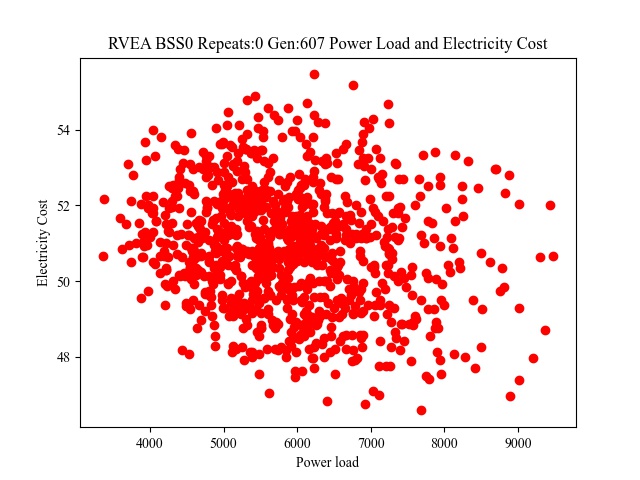 RVEA BSS0 Repeats:0 Gen:607 Power Load and Electricity Cost
Electricity Cost
54
52
50
48
4000 5000 6000 7000 8000 9000
Power load